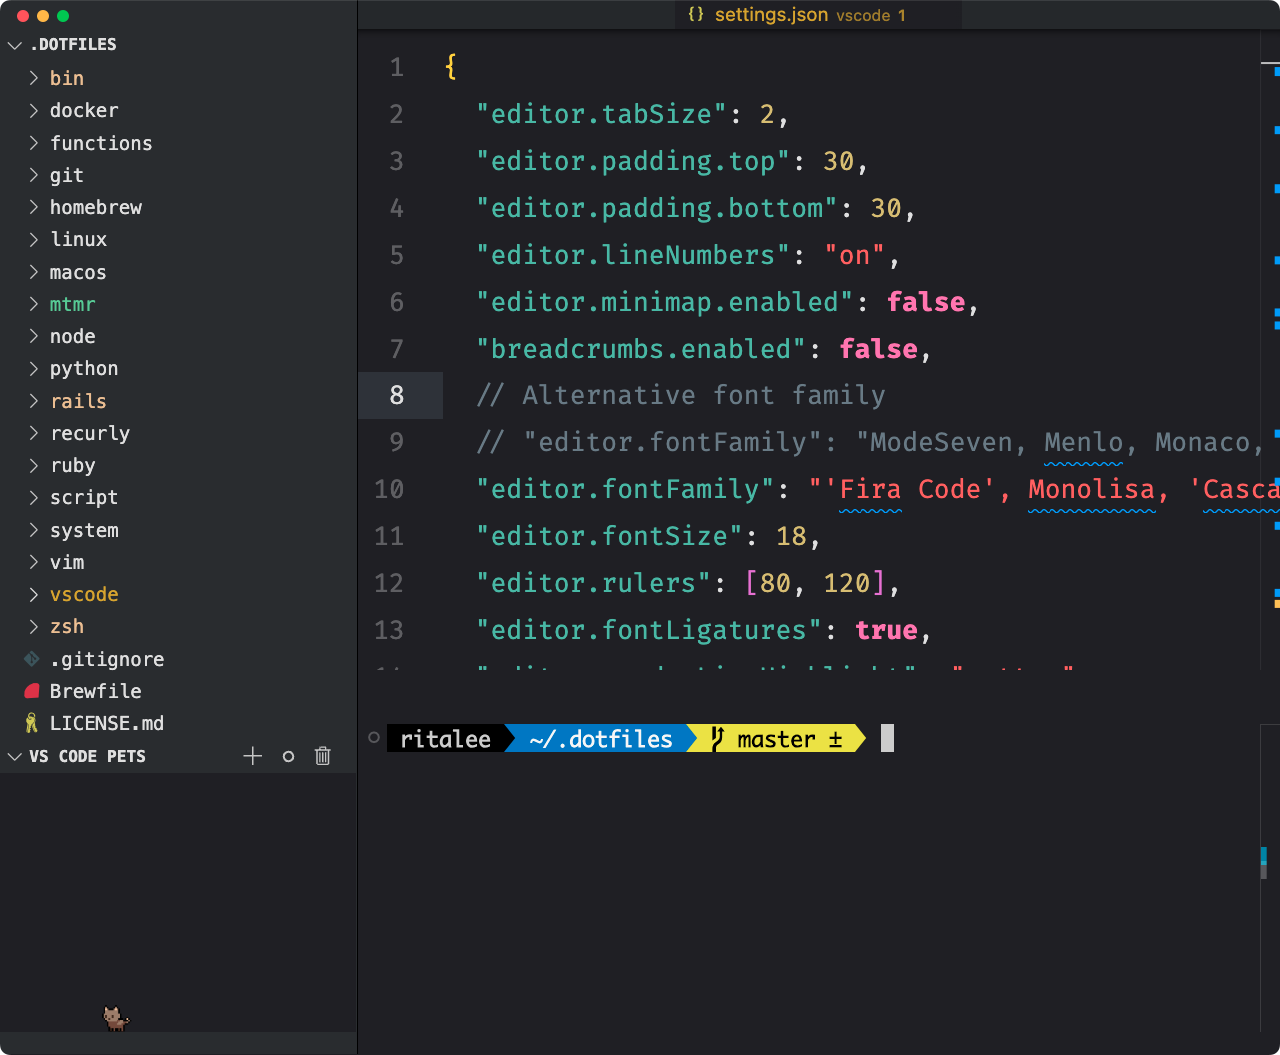 settings.json vscode 1
.DOTFILES
bin
docker
functions
git
homebrew
linux
macos
mtmr
node
python
rails
recurly
ruby
script
system
vim
vscode
zsh
.gitignore
Brewfile
LICENSE.md
VS CODE PETS
1 {
2 "editor.tabSize": 2,
3 "editor.padding.top": 30,
4 "editor.padding.bottom": 30,
5 "editor.lineNumbers": "on",
6 "editor.minimap.enabled": false,
7 "breadcrumbs.enabled": false,
8 // Alternative font family
9 // "editor.fontFamily": "ModeSeven, Menlo, Monaco,
10 "editor.fontFamily": "'Fira Code', Monolisa, 'Casca
11 "editor.fontSize": 18,
12 "editor.rulers": [80, 120],
13 "editor.fontLigatures": true,
ritalee ~/.dotfiles master ±